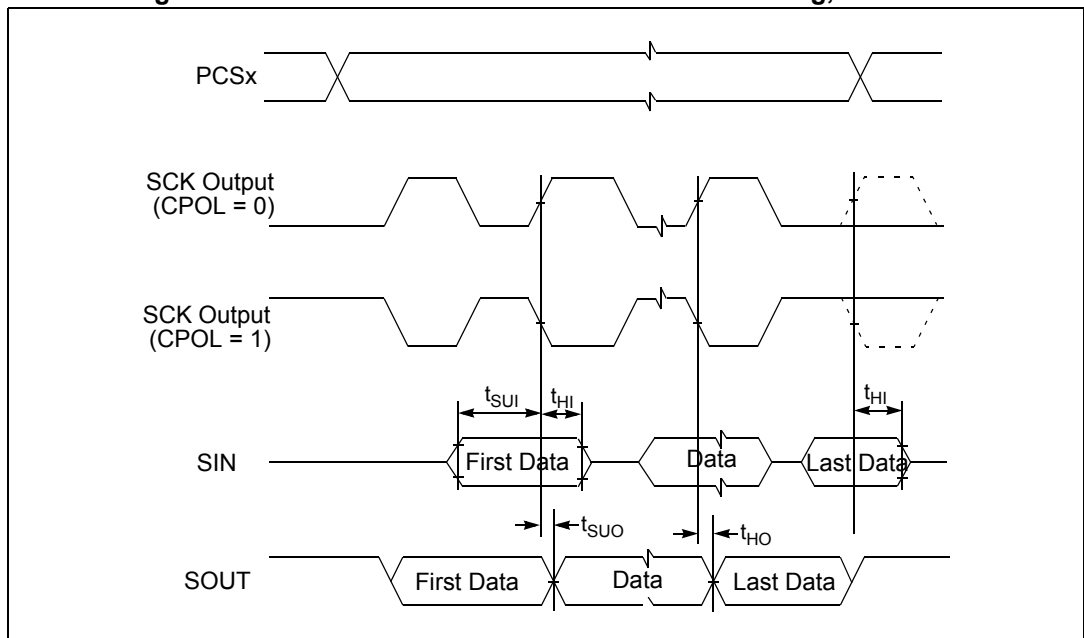 PCSx
SCK Output
(CPOL = 0)
SCK Output
(CPOL = 1)
tSUI
tHI
tHI
SIN
First Data
Data
Last Data
tSUO
tHO
SOUT
First Data
Data
Last Data